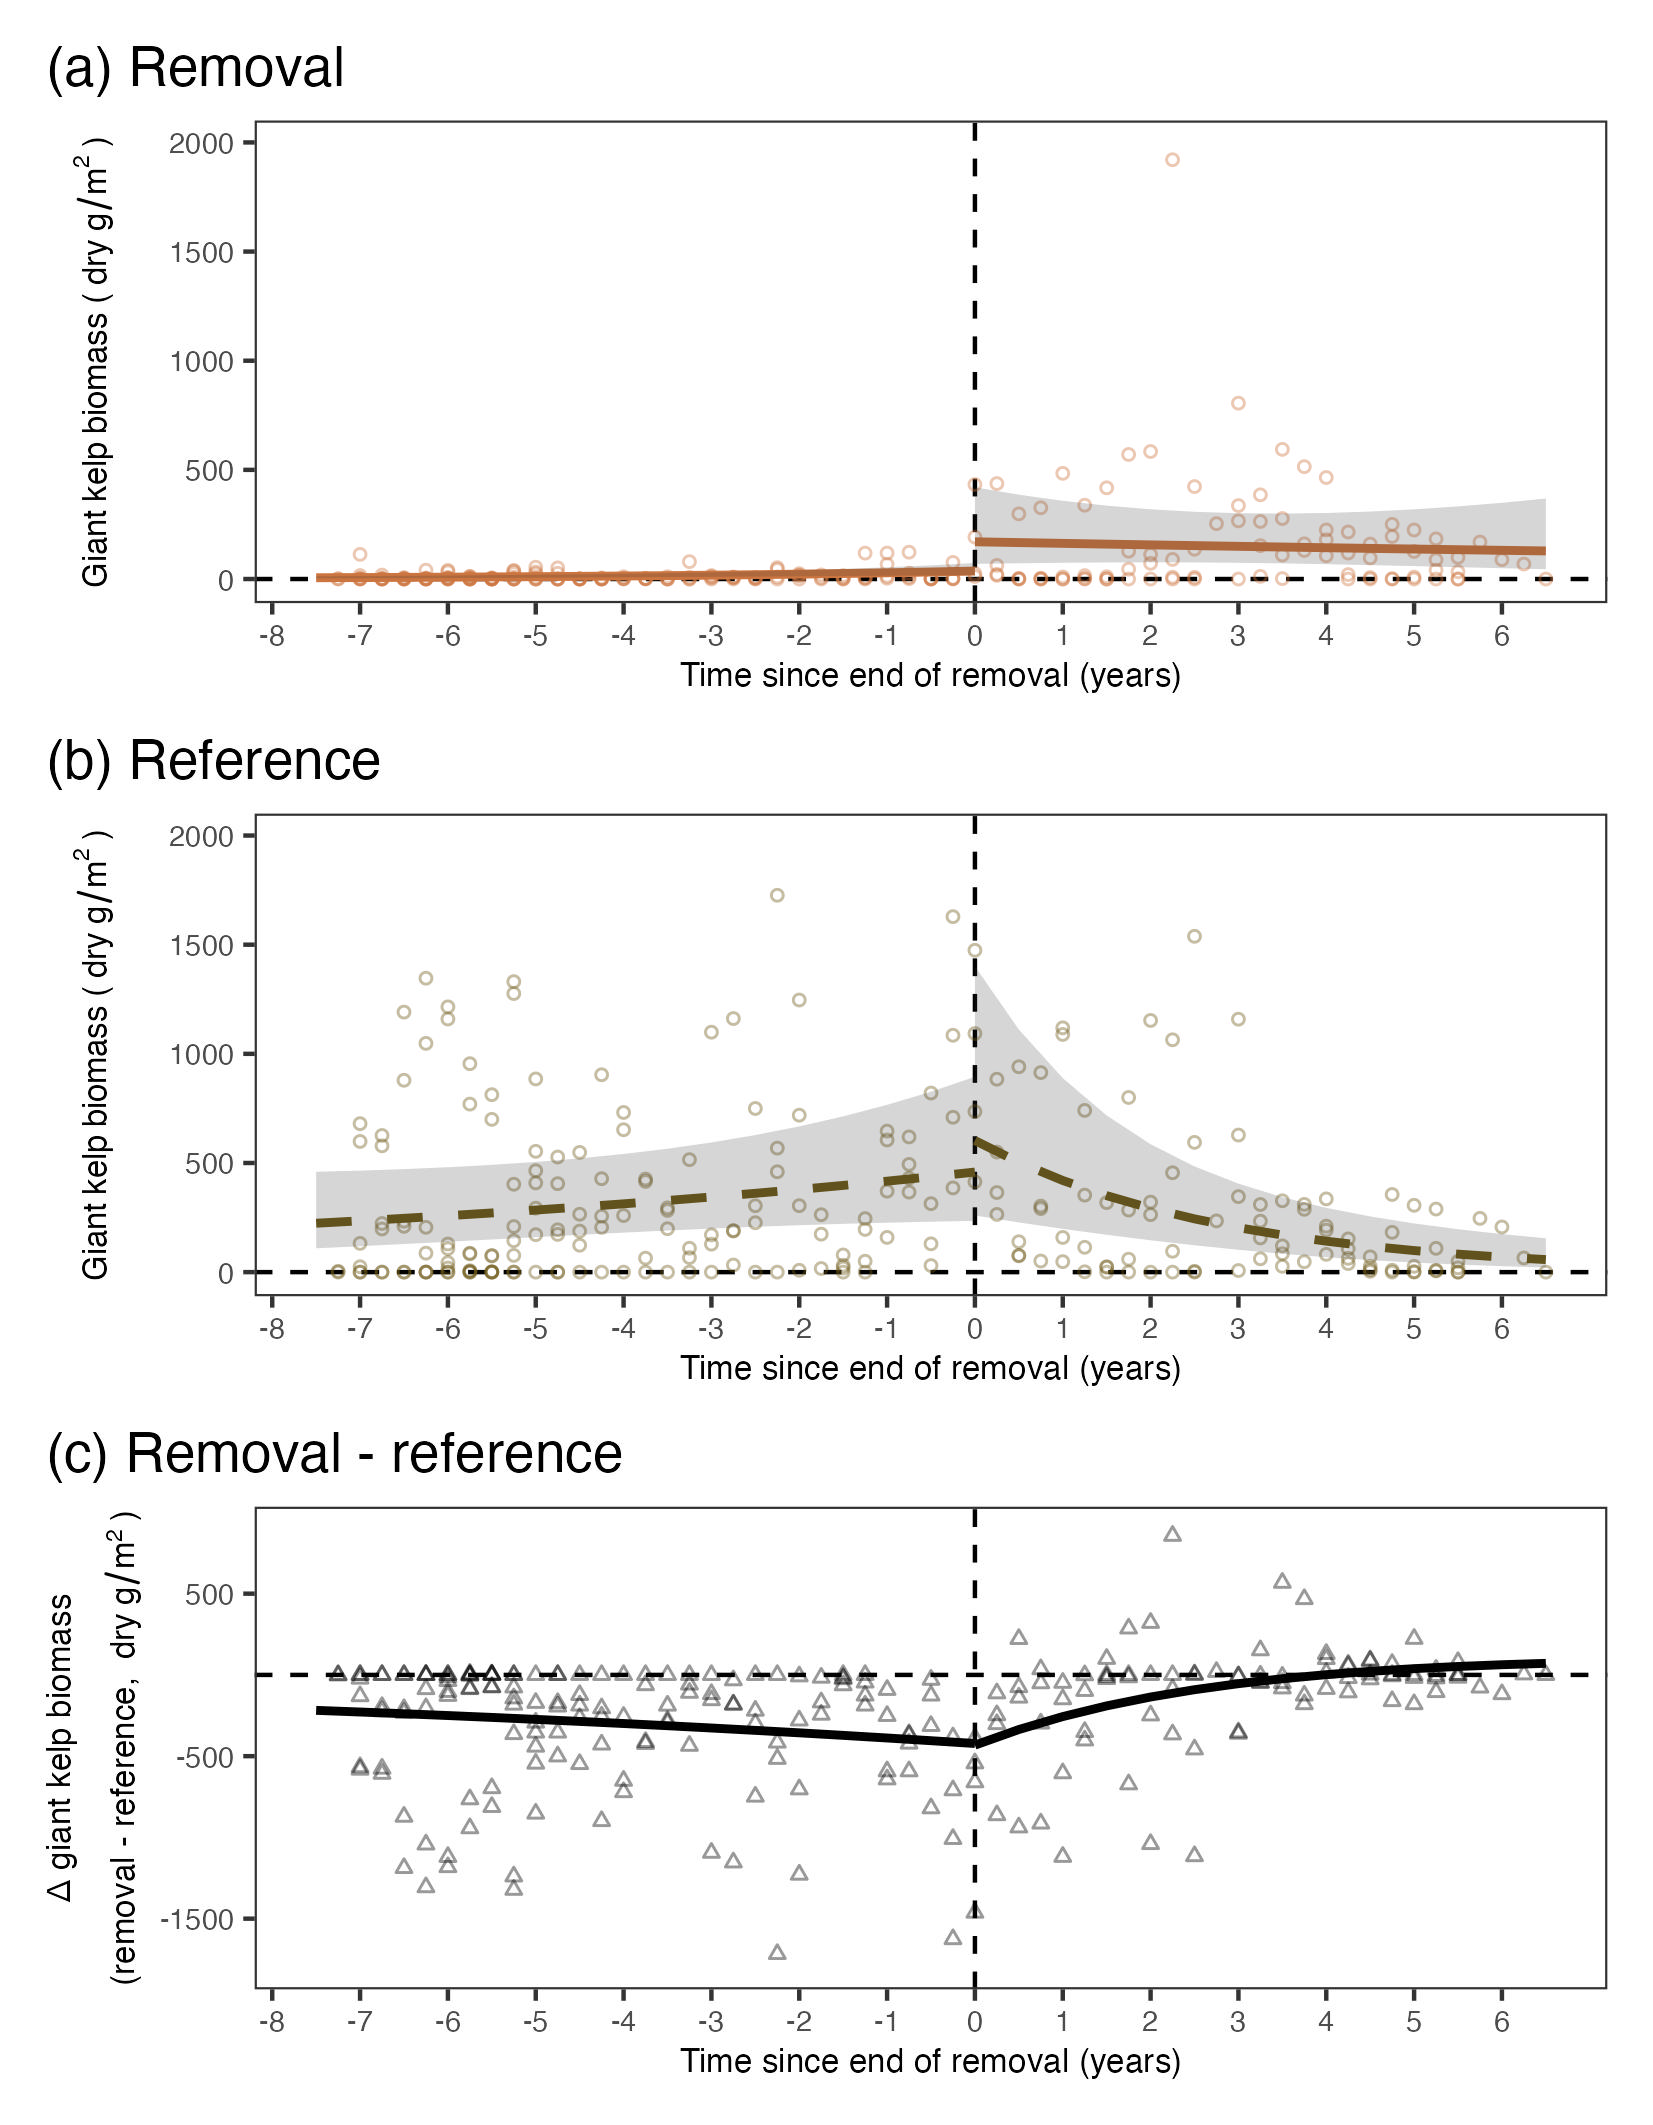 (a) Removal
Giant kelp biomass ( dry g/m² )
2000
1500
1000
500
0
-8 -7 -6 -5 -4 -3 -2 -1 0 1 2 3 4 5 6
Time since end of removal (years)
(b) Reference
Giant kelp biomass ( dry g/m² )
2000
1500
1000
500
0
-8 -7 -6 -5 -4 -3 -2 -1 0 1 2 3 4 5 6
Time since end of removal (years)
(c) Removal - reference
Δ giant kelp biomass
(removal - reference, dry g/m² )
500
-500
-1500
-8 -7 -6 -5 -4 -3 -2 -1 0 1 2 3 4 5 6
Time since end of removal (years)